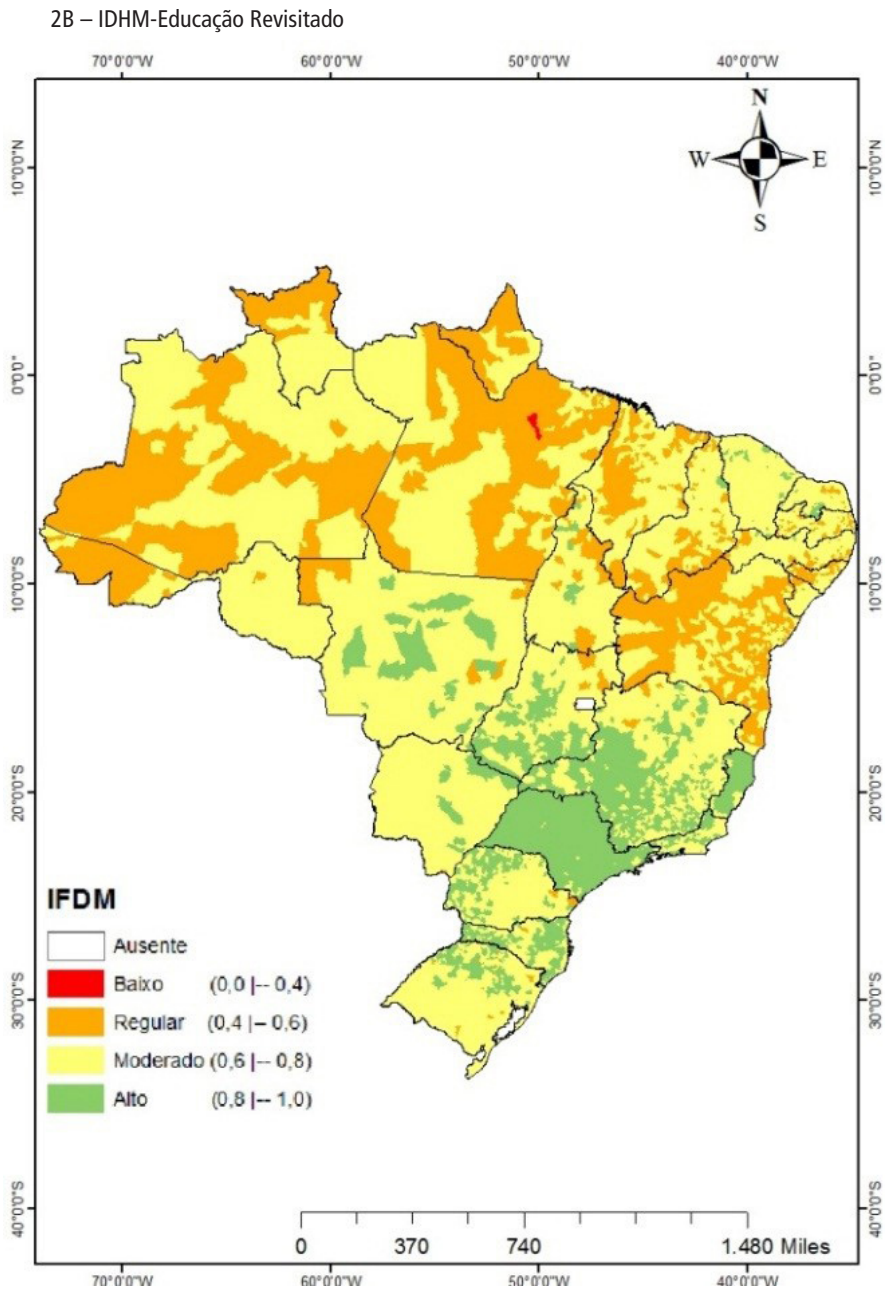 2B – IDHM-Educação Revisitado
70°0'0"W 60°0'0"W 50°0'0"W 40°0'0"W
N
W E
S
10°0'0"N 10°0'0"N
0°0'0" 0°0'0"
10°0'0"S 10°0'0"S
20°0'0"S 20°0'0"S
30°0'0"S 30°0'0"S
40°0'0"S 40°0'0"S
IFDM
Ausente
Baixo (0,0 |-- 0,4)
Regular (0,4 |– 0,6)
Moderado (0,6 |-- 0,8)
Alto (0,8 |-- 1,0)
0 370 740 1.480 Miles
70°0'0"W 60°0'0"W 50°0'0"W 40°0'0"W